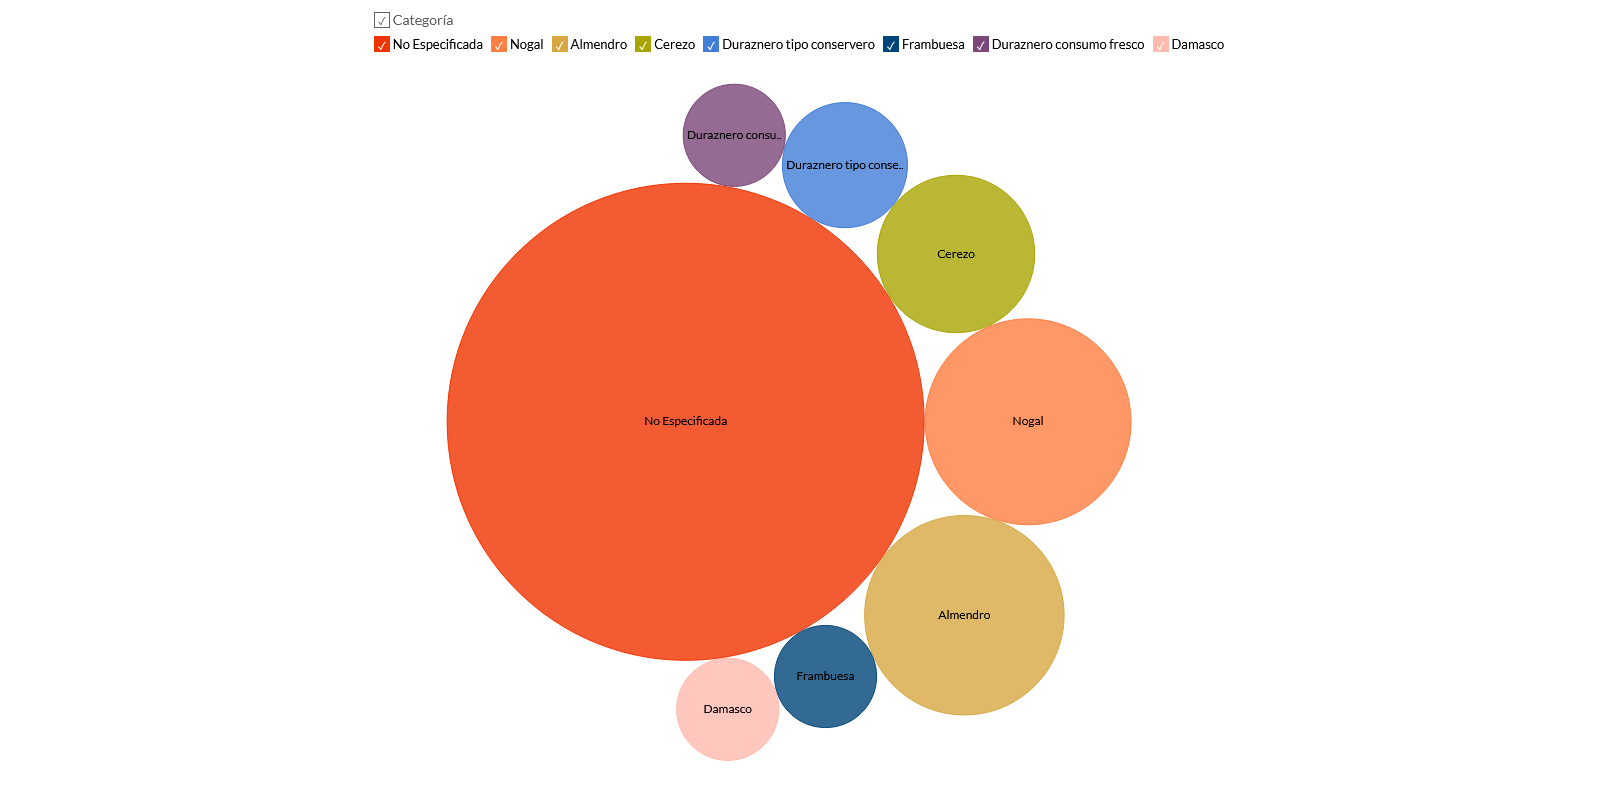 Categoría
No Especificada Nogal Almendro Cerezo Duraznero tipo conservero Frambuesa Duraznero consumo fresco Damasco
Duraznero consu..
Duraznero tipo conse..
Cerezo
No Especificada
Nogal
Almendro
Frambuesa
Damasco